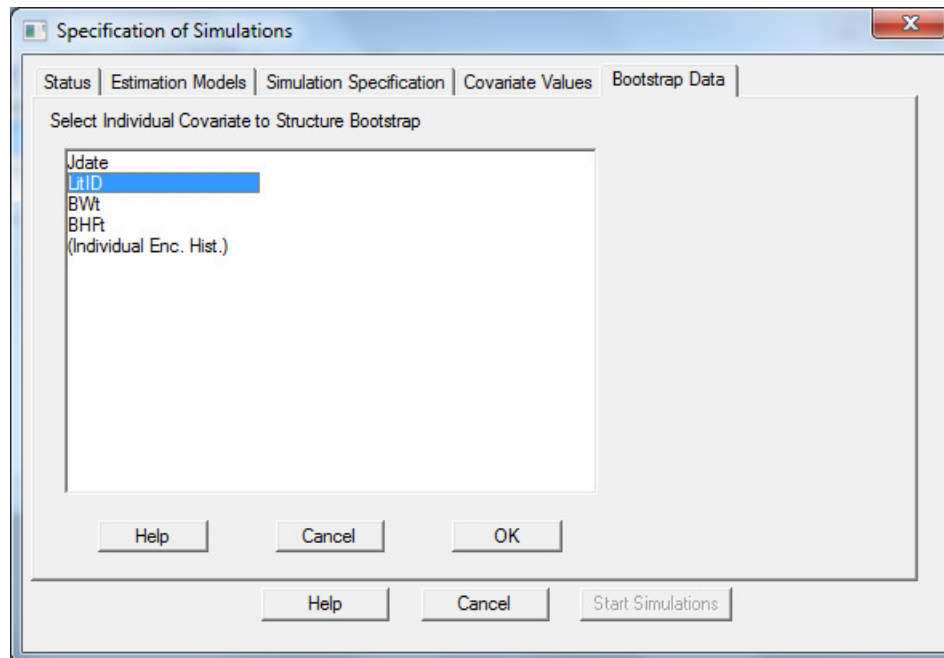 Specification of Simulations
Status Estimation Models Simulation Specification Covariate Values Bootstrap Data
Select Individual Covariate to Structure Bootstrap
Jdate
LitID
BWt
BHFt
(Individual Enc. Hist.)
Help Cancel OK
Help Cancel Start Simulations